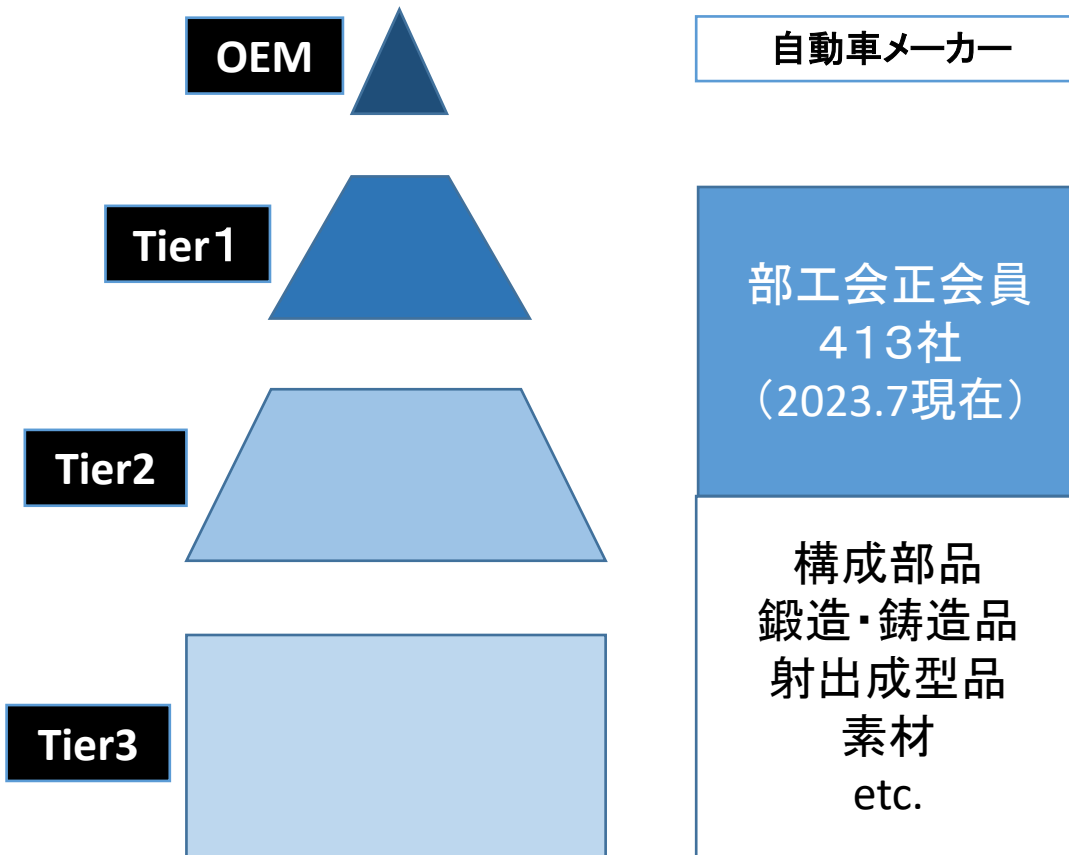 OEM
自動車メーカー
Tier１
部工会正会員
４１３社
（2023.7現在）
Tier2
構成部品
鍛造・鋳造品
射出成型品
素材
etc.
Tier3